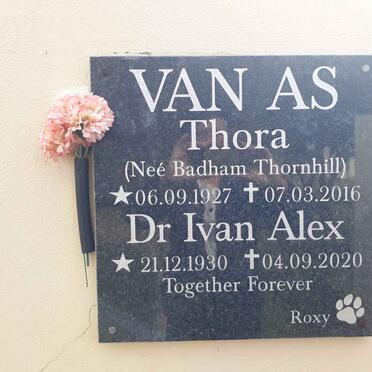 VAN AS
Thora
(Neé Badham Thornhill)
★06.09.1927 ✝07.03.2016
Dr Ivan Alex
★21.12.1930 ✝04.09.2020
Together Forever
Roxy